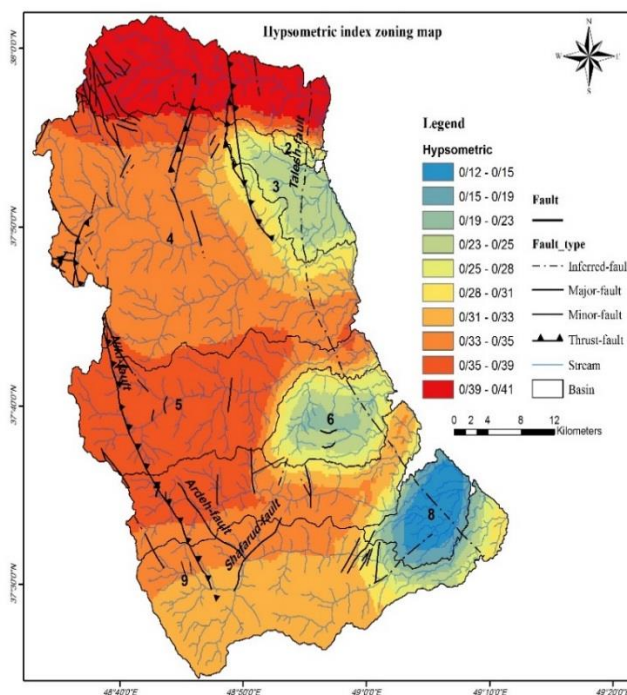 Hypsometric index zoning map
N
W
S
Legend
Hypsometric
0/12 - 0/15
0/15 - 0/19
0/19 - 0/23
0/23 - 0/25
0/25 - 0/28
0/28 - 0/31
0/31 - 0/33
0/33 - 0/35
0/35 - 0/39
0/39 - 0/41
Fault
Fault_type
Inferred-faul
Major-fault
Minor-fault
Thrust-fault
Stream
Basin
0 2 4 6 8 12
Kilometers
1
2
3
4
5
6
7
8
9
Talesh-fault
Ardeh-fault
Shafarud-fault
38°0'0"N
37°50'0"N
37°40'0"N
37°30'0"N
48°40'0"E
48°50'0"E
49°0'0"E
49°10'0"E
49°20'0"E